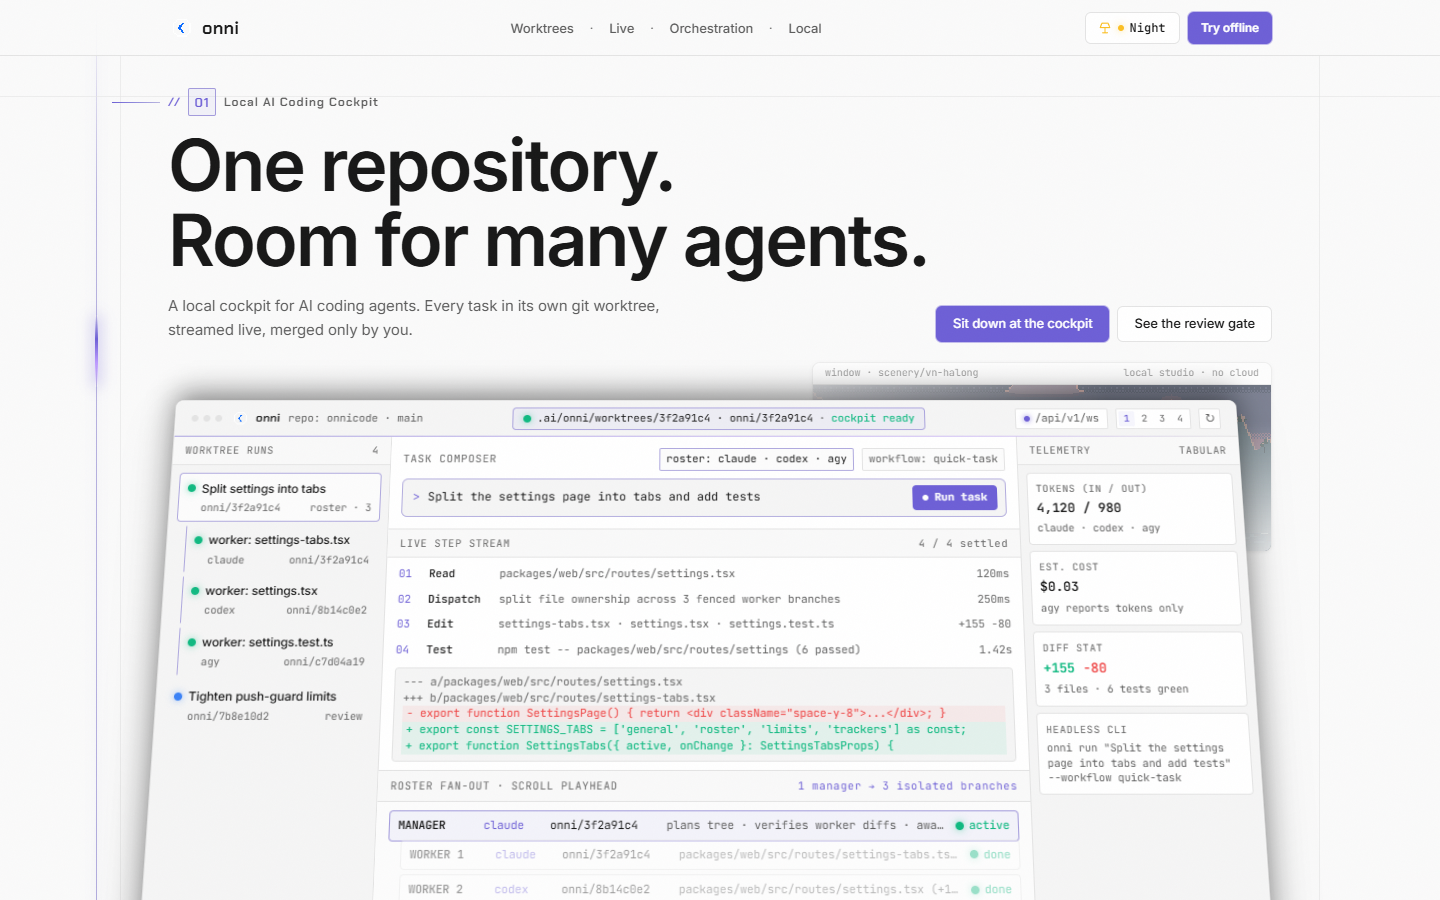 onni
Worktrees · Live · Orchestration · Local
Night
Try offline
// 01 Local AI Coding Cockpit
One repository.
Room for many agents.
A local cockpit for AI coding agents. Every task in its own git worktree,
streamed live, merged only by you.
Sit down at the cockpit
See the review gate
window · scenery/vn-halong
local studio · no cloud
onni repo: onnicode · main
.ai/onni/worktrees/3f2a91c4 · onni/3f2a91c4 · cockpit ready
/api/v1/ws
1 2 3 4 ↻
WORKTREE RUNS 4
Split settings into tabs
onni/3f2a91c4 roster · 3
worker: settings-tabs.tsx
claude onni/3f2a91c4
worker: settings.tsx
codex onni/8b14c0e2
worker: settings.test.ts
agy onni/c7d04a19
Tighten push-guard limits
onni/7b8e10d2 review
TASK COMPOSER
roster: claude · codex · agy
workflow: quick-task
> Split the settings page into tabs and add tests
Run task
LIVE STEP STREAM 4 / 4 settled
01 Read packages/web/src/routes/settings.tsx 120ms
02 Dispatch split file ownership across 3 fenced worker branches 250ms
03 Edit settings-tabs.tsx · settings.tsx · settings.test.ts +155 -80
04 Test npm test -- packages/web/src/routes/settings (6 passed) 1.42s
--- a/packages/web/src/routes/settings.tsx
+++ b/packages/web/src/routes/settings-tabs.tsx
- export function SettingsPage() { return <div className="space-y-8">...</div>; }
+ export const SETTINGS_TABS = ['general', 'roster', 'limits', 'trackers'] as const;
+ export function SettingsTabs({ active, onChange }: SettingsTabsProps) {
ROSTER FAN-OUT · SCROLL PLAYHEAD 1 manager → 3 isolated branches
MANAGER claude onni/3f2a91c4 plans tree · verifies worker diffs · awa… active
WORKER 1 claude onni/3f2a91c4 packages/web/src/routes/settings-tabs.ts… done
WORKER 2 codex onni/8b14c0e2 packages/web/src/routes/settings.tsx (+1… done
TELEMETRY TABULAR
TOKENS (IN / OUT)
4,120 / 980
claude · codex · agy
EST. COST
$0.03
agy reports tokens only
DIFF STAT
+155 -80
3 files · 6 tests green
HEADLESS CLI
onni run "Split the settings
page into tabs and add tests"
--workflow quick-task